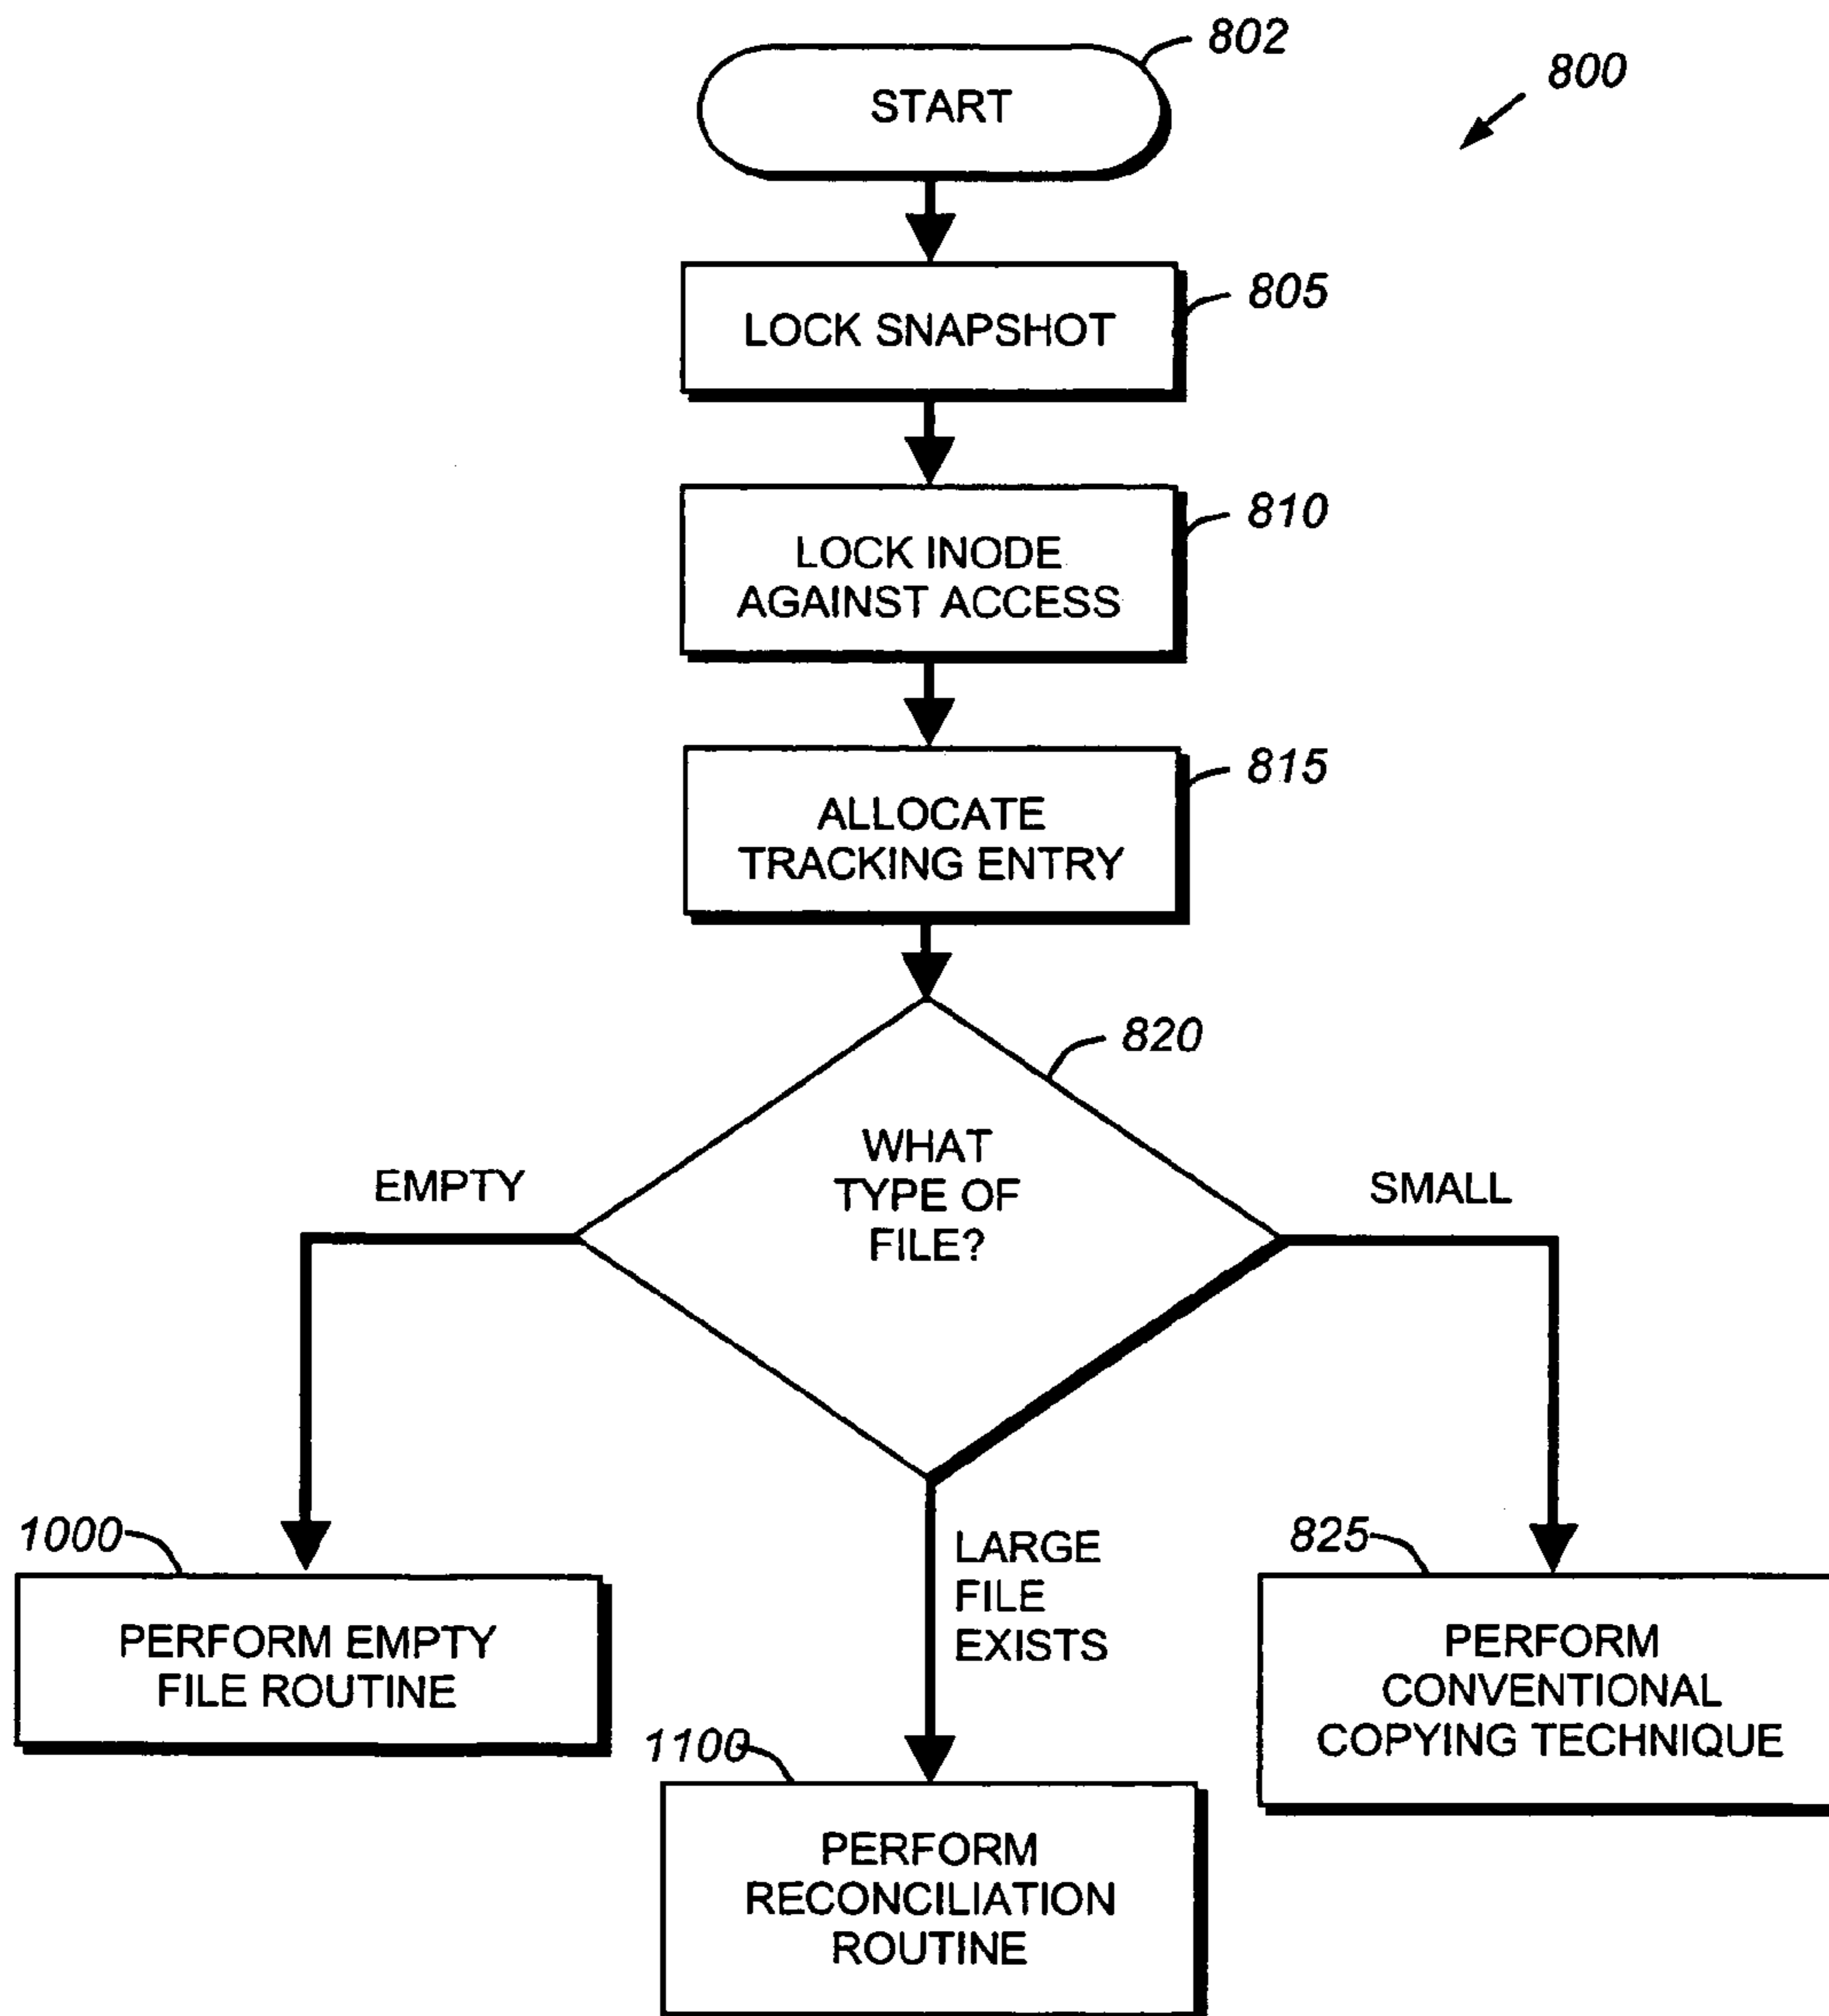 802
START
800
805
LOCK SNAPSHOT
810
LOCK INODE
AGAINST ACCESS
815
ALLOCATE
TRACKING ENTRY
820
WHAT
TYPE OF
FILE?
EMPTY
SMALL
1000
PERFORM EMPTY
FILE ROUTINE
LARGE
FILE
EXISTS
825
PERFORM
CONVENTIONAL
COPYING TECHNIQUE
1100
PERFORM
RECONCILIATION
ROUTINE